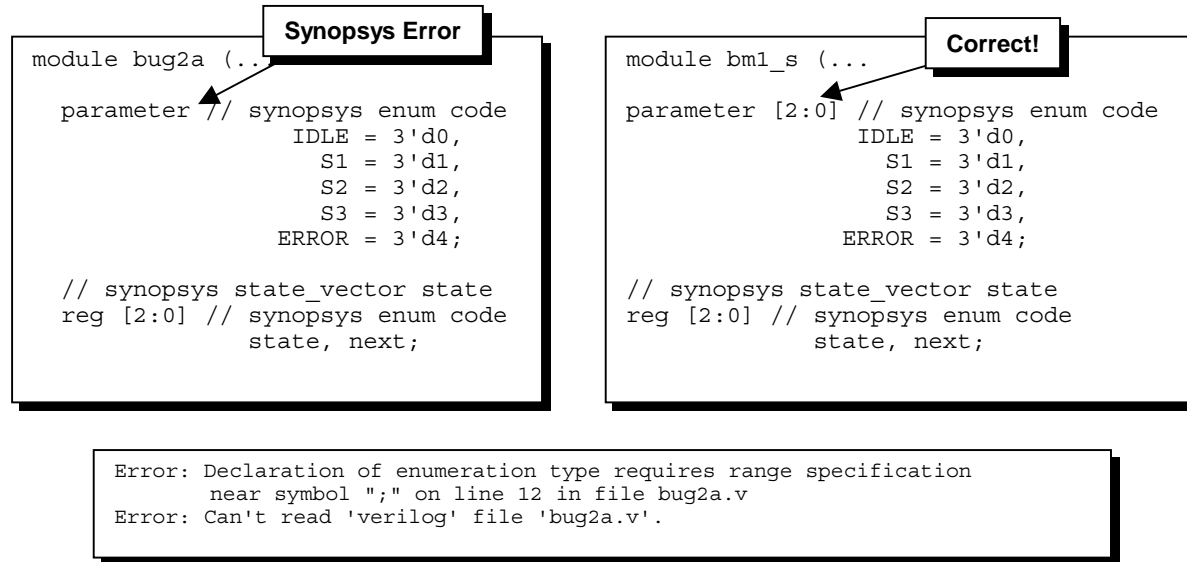 Synopsys Error
module bug2a (...
parameter // synopsys enum code
IDLE = 3'd0,
S1 = 3'd1,
S2 = 3'd2,
S3 = 3'd3,
ERROR = 3'd4;
// synopsys state_vector state
reg [2:0] // synopsys enum code
state, next;
Correct!
module bm1_s (...
parameter [2:0] // synopsys enum code
IDLE = 3'd0,
S1 = 3'd1,
S2 = 3'd2,
S3 = 3'd3,
ERROR = 3'd4;
// synopsys state_vector state
reg [2:0] // synopsys enum code
state, next;
Error: Declaration of enumeration type requires range specification
near symbol ";" on line 12 in file bug2a.v
Error: Can't read 'verilog' file 'bug2a.v'.